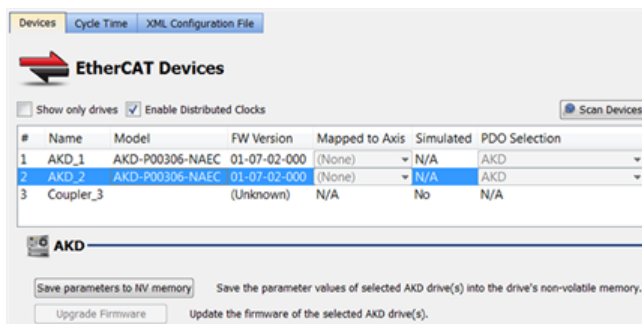 Devices Cycle Time XML Configuration File
EtherCAT Devices
Show only drives Enable Distributed Clocks Scan Devices
# Name Model FW Version Mapped to Axis Simulated PDO Selection
1 AKD_1 AKD-P00306-NAEC 01-07-02-000 (None) N/A AKD
2 AKD_2 AKD-P00306-NAEC 01-07-02-000 (None) N/A AKD
3 Coupler_3 (Unknown) N/A No N/A
AKD
Save parameters to NV memory Save the parameter values of selected AKD drive(s) into the drive's non-volatile memory.
Upgrade Firmware Update the firmware of the selected AKD drive(s).